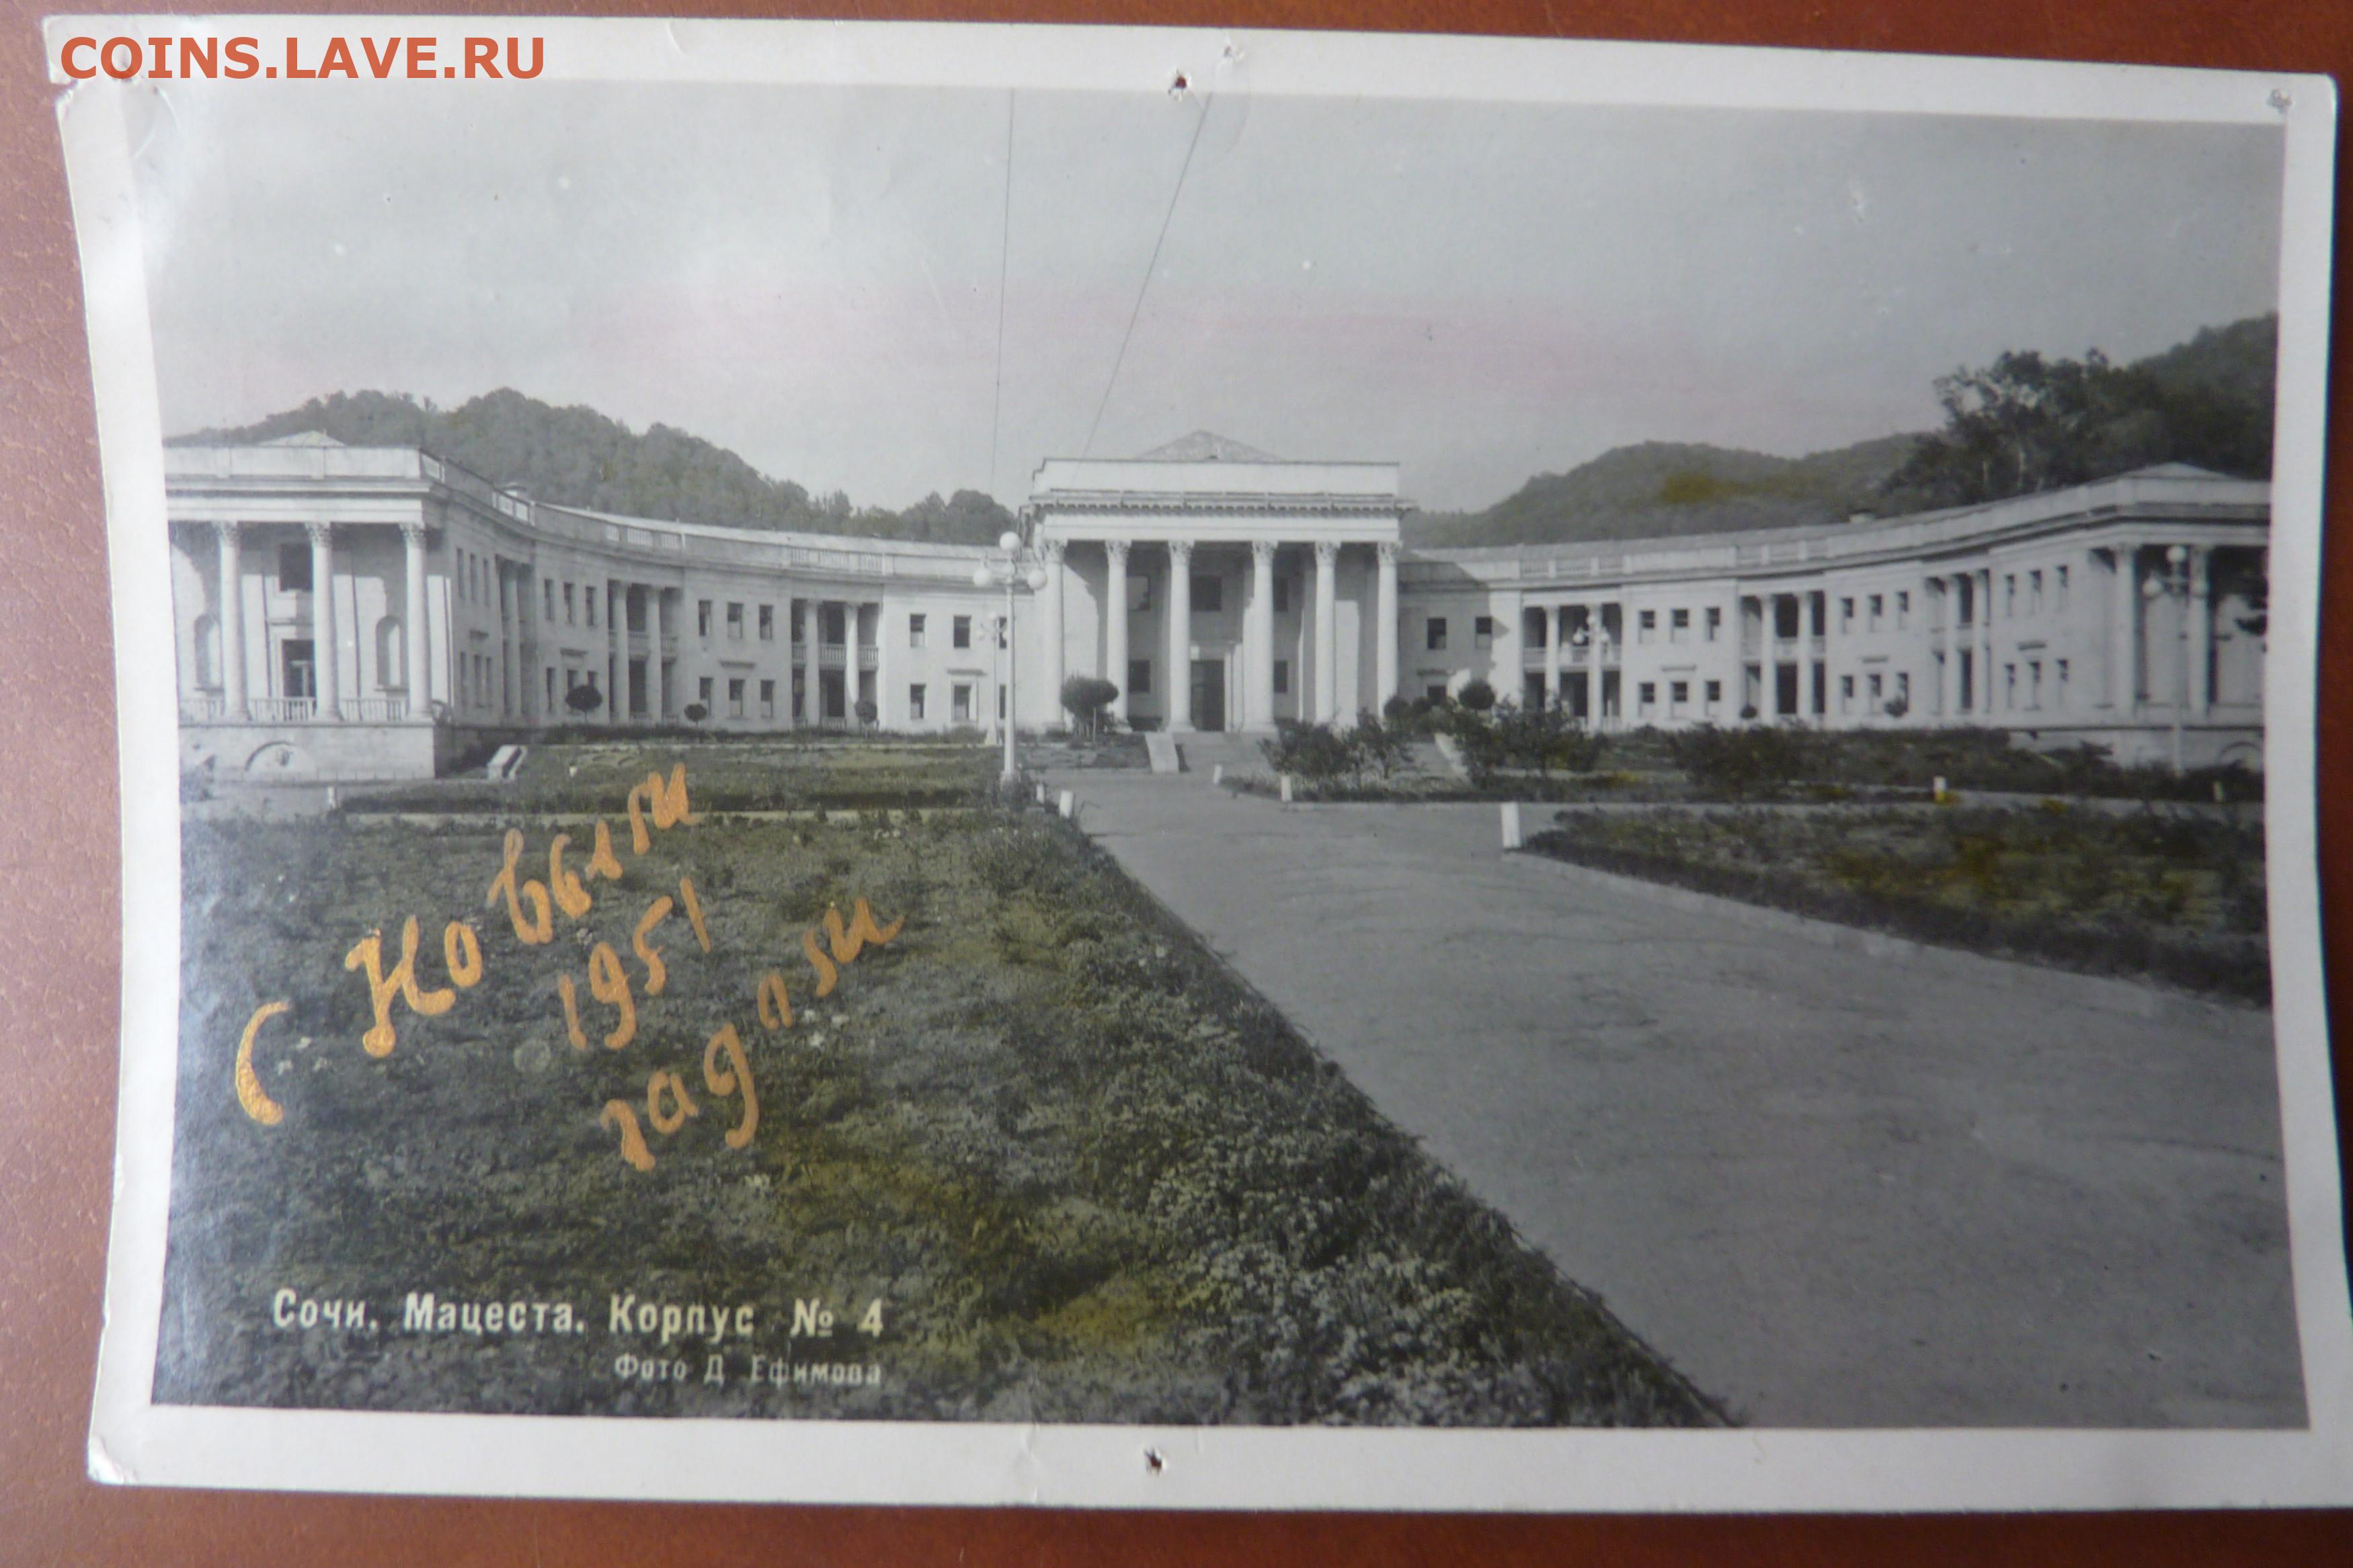 COINS.LAVE.RU
С Новым
1951
годом
Сочи. Мацеста. Корпус № 4
Фото Д Ефимова